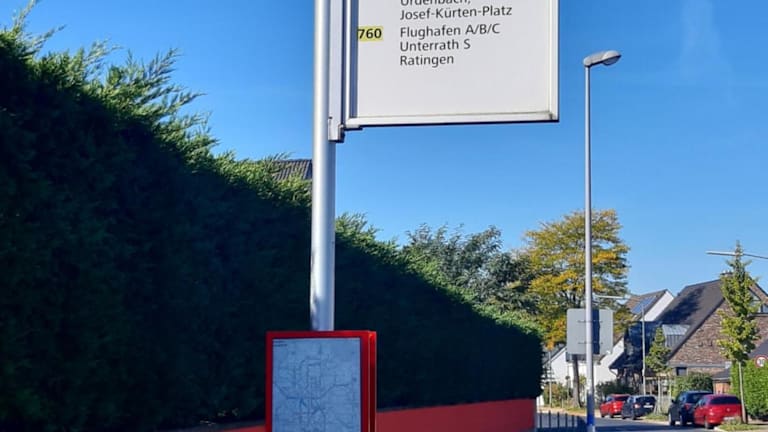 Urdenbach,
Josef-Kürten-Platz
760 Flughafen A/B/C
Unterrath S
Ratingen